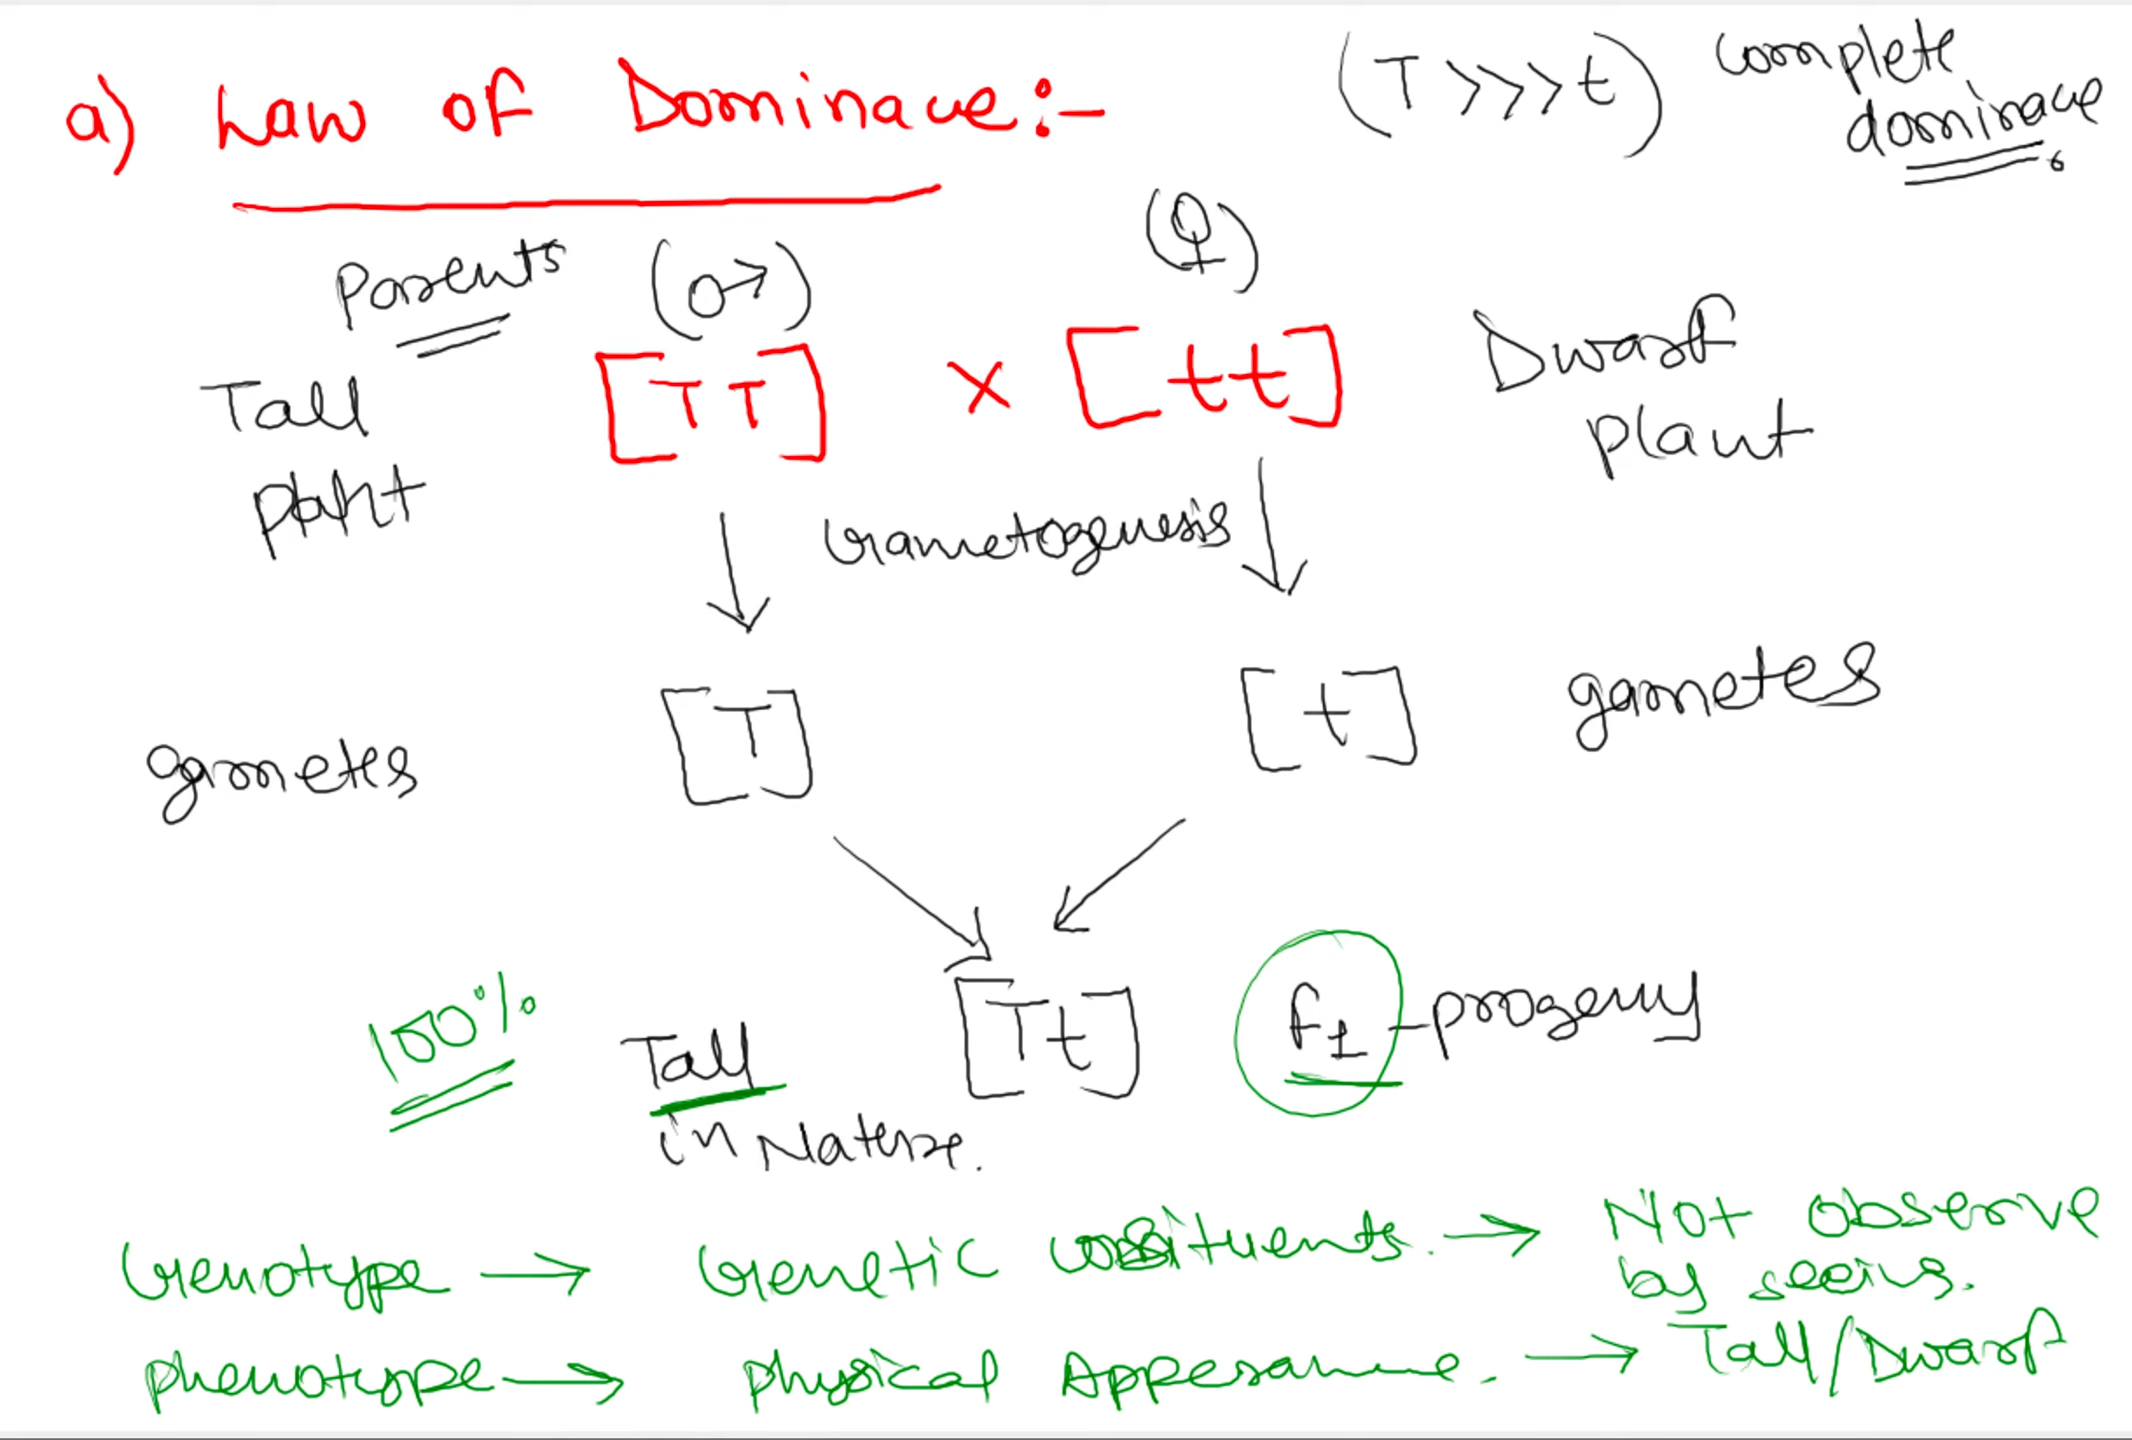 a) Law of Dominace:-
(T >>> t) complete
dominace.
Parents (♂) (♀)
Tall [TT] × [tt] Dwarf
plant plant
Gametogenesis
gametes [T] [t] gametes
100% Tall [Tt] F1 - progeny
in Nature.
Genotype → Genetic → Not observe
by seeing.
phenotype → physical Appearance. → Tall/Dwarf